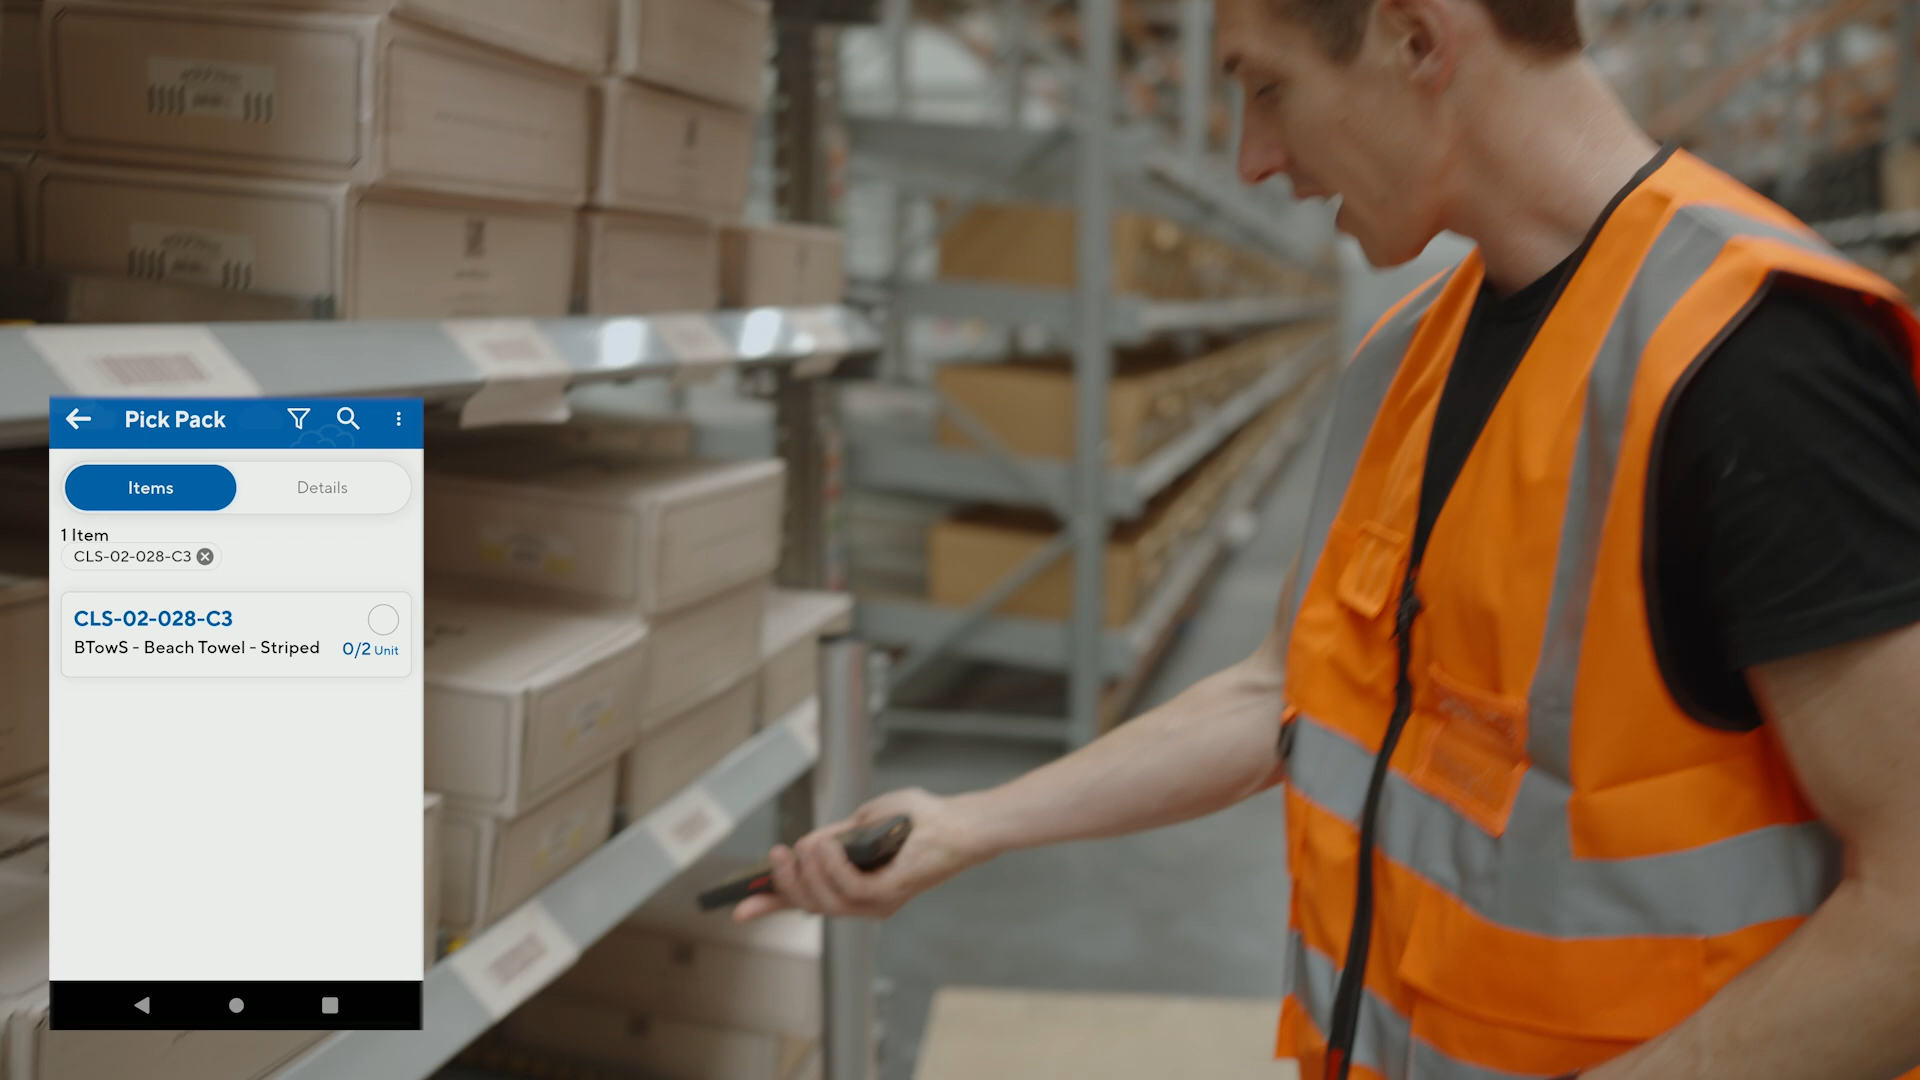 Pick Pack
Items
Details
1 Item
CLS-02-028-C3
CLS-02-028-C3
BTowS - Beach Towel - Striped
0/2 Unit